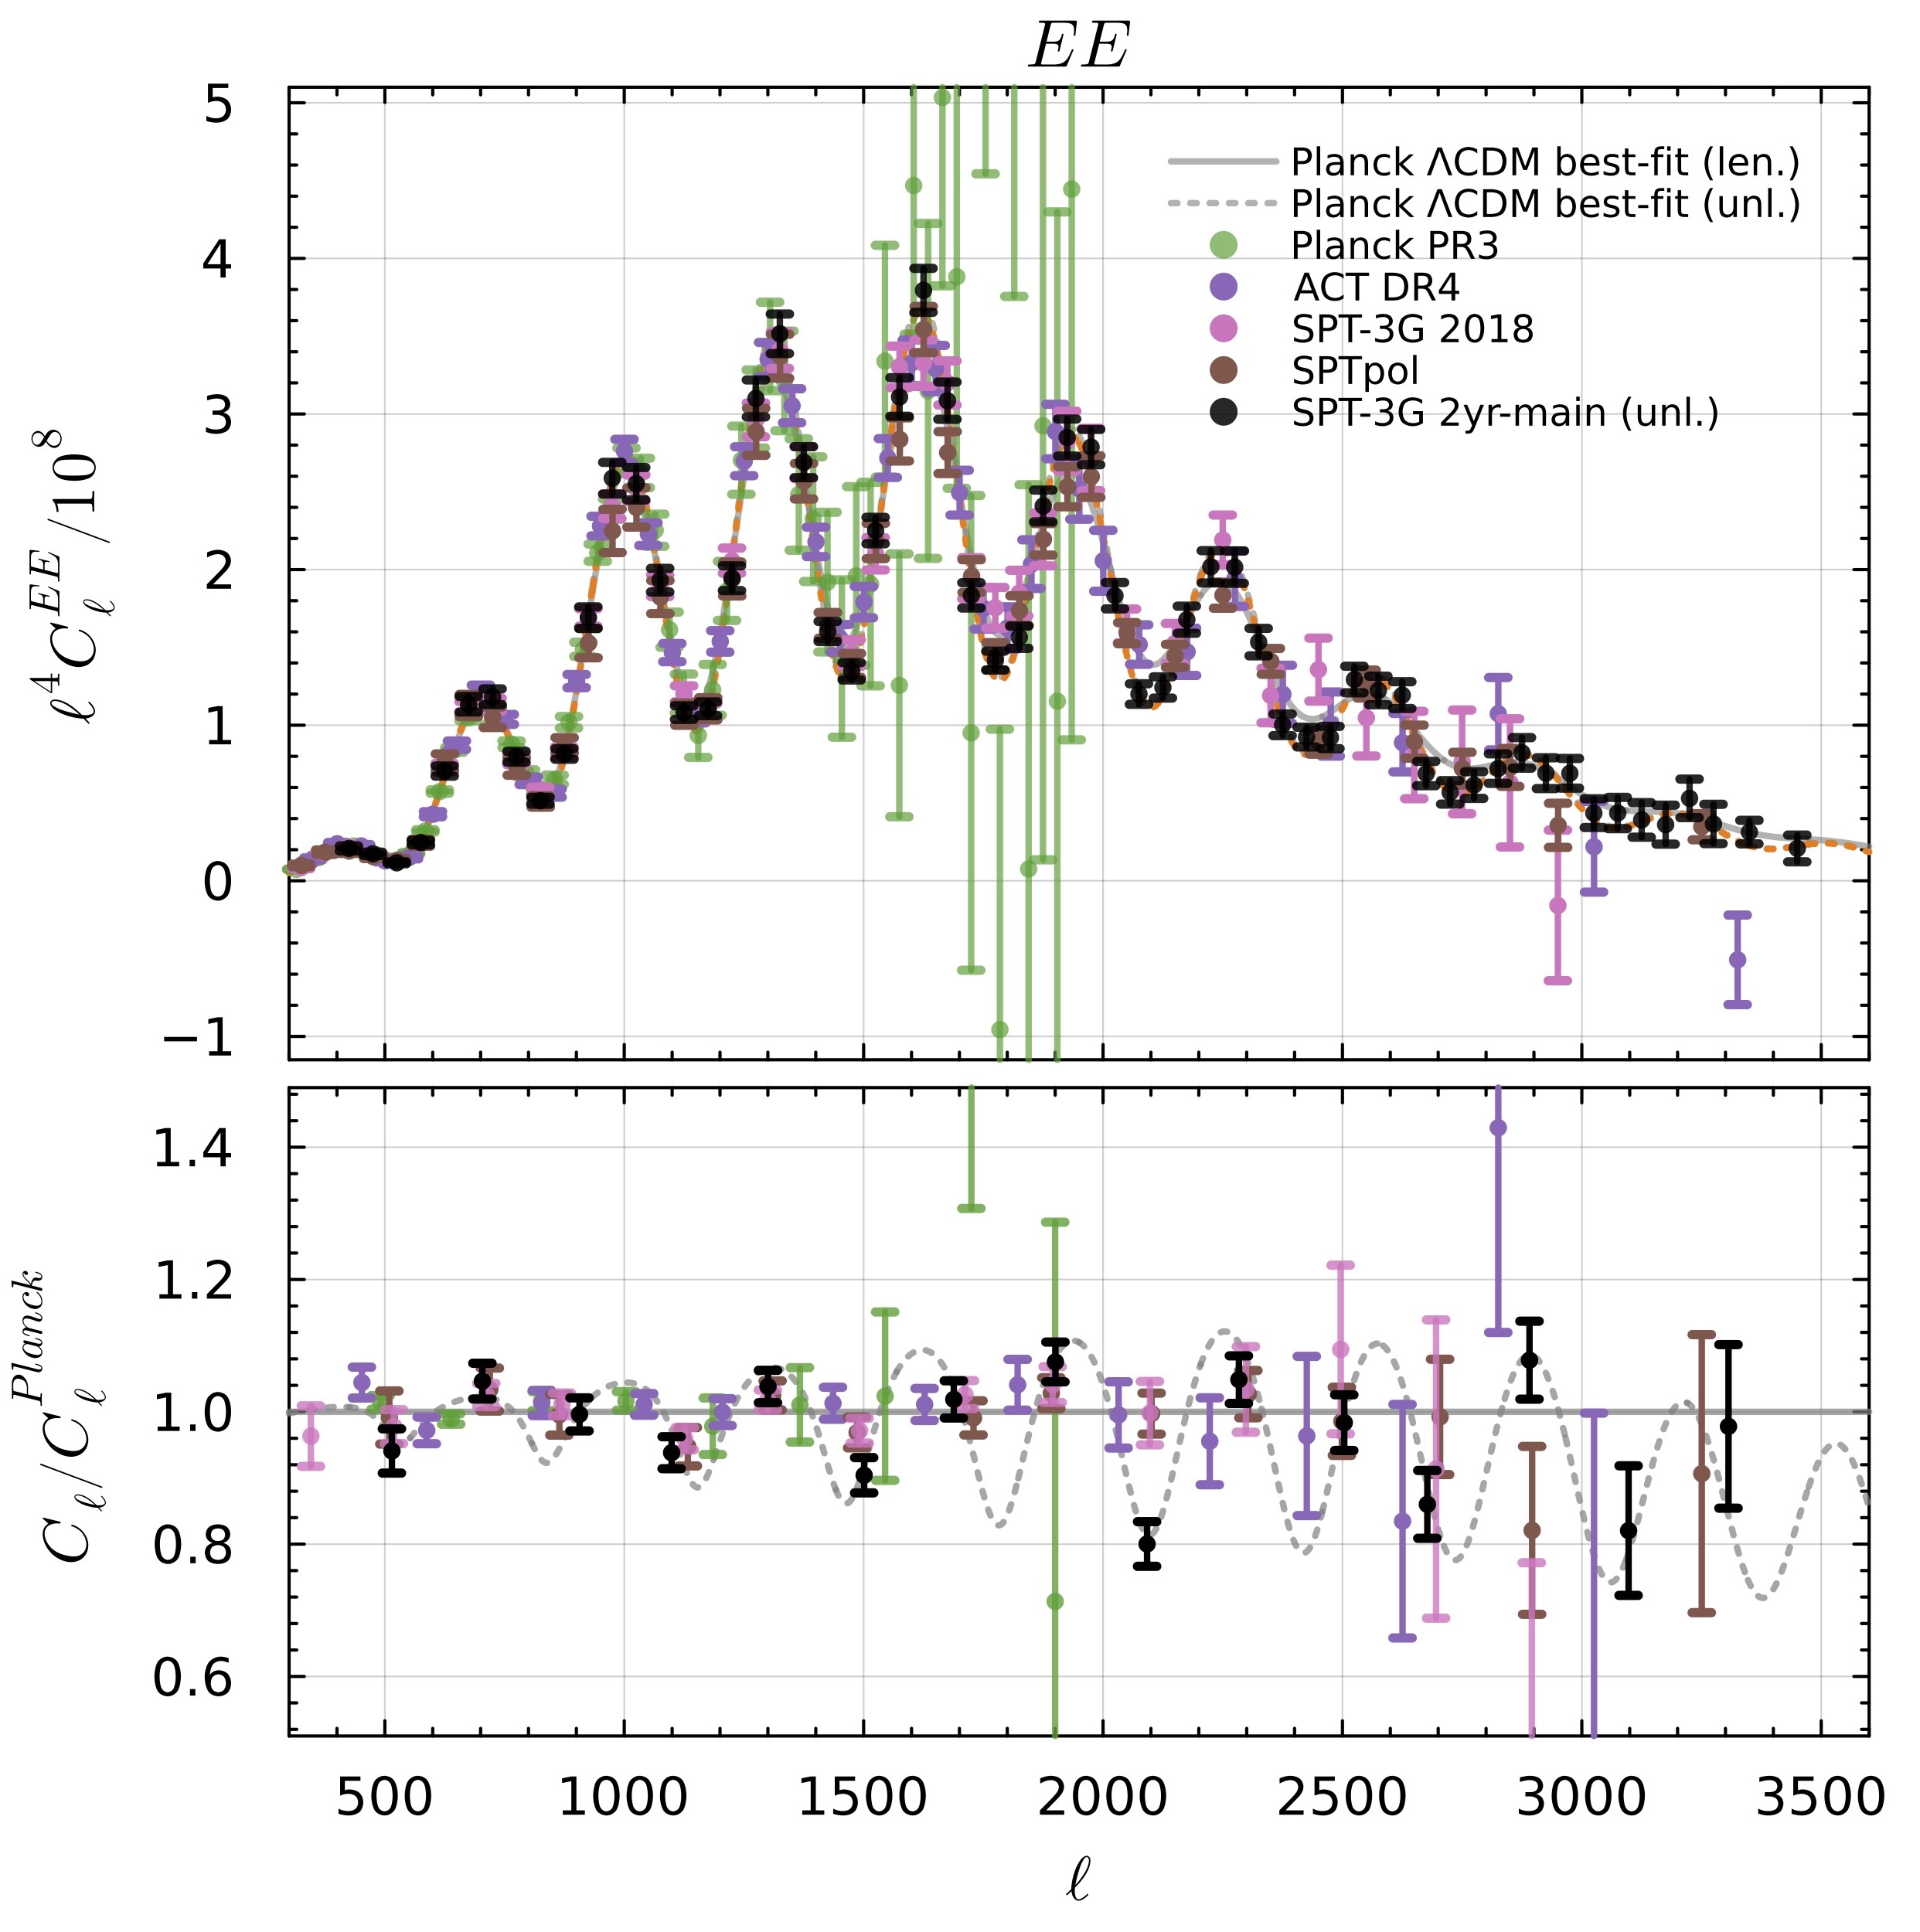 EE
5
4
3
2
1
0
−1
ℓ⁴C_ℓ^{EE}/10⁸
Planck ΛCDM best-fit (len.)
Planck ΛCDM best-fit (unl.)
Planck PR3
ACT DR4
SPT-3G 2018
SPTpol
SPT-3G 2yr-main (unl.)
1.4
1.2
1.0
0.8
0.6
C_ℓ/C_ℓ^{Planck}
500 1000 1500 2000 2500 3000 3500
ℓ